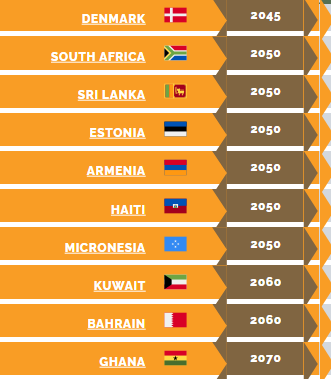 DENMARK 2045
SOUTH AFRICA 2050
SRI LANKA 2050
ESTONIA 2050
ARMENIA 2050
HAITI 2050
MICRONESIA 2050
KUWAIT 2060
BAHRAIN 2060
GHANA 2070